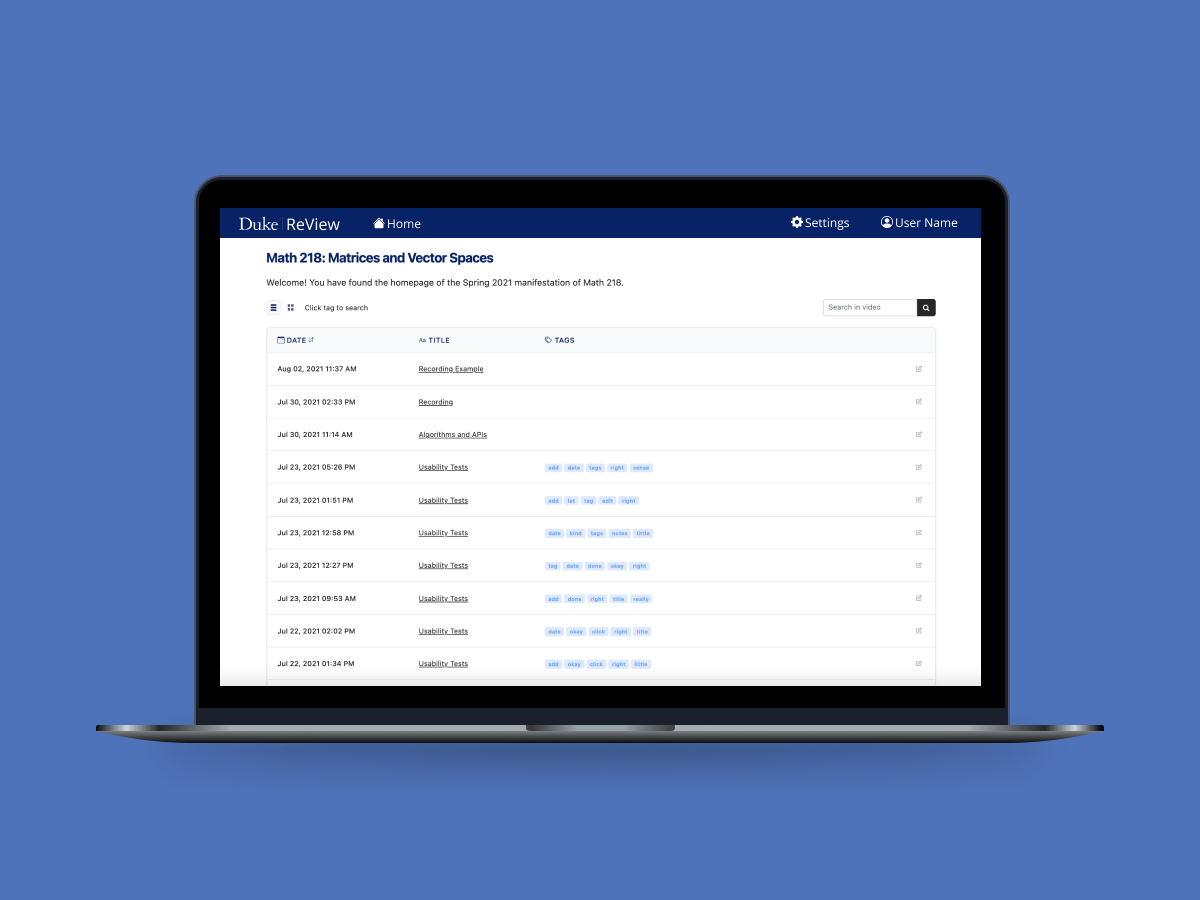 Duke ReView Home Settings User Name
Math 218: Matrices and Vector Spaces
Welcome! You have found the homepage of the Spring 2021 manifestation of Math 218.
Click tag to search Search in video
DATE Aa TITLE TAGS
Aug 02, 2021 11:37 AM Recording Example
Jul 30, 2021 02:33 PM Recording
Jul 30, 2021 11:14 AM Algorithms and APIs
Jul 23, 2021 05:26 PM Usability Tests add date tags right sense
Jul 23, 2021 01:51 PM Usability Tests add lot tag edit right
Jul 23, 2021 12:58 PM Usability Tests date kind tags notes little
Jul 23, 2021 12:27 PM Usability Tests tag date done okay right
Jul 23, 2021 09:53 AM Usability Tests add done right title really
Jul 22, 2021 02:02 PM Usability Tests date okay click right title
Jul 22, 2021 01:34 PM Usability Tests add okay click right little